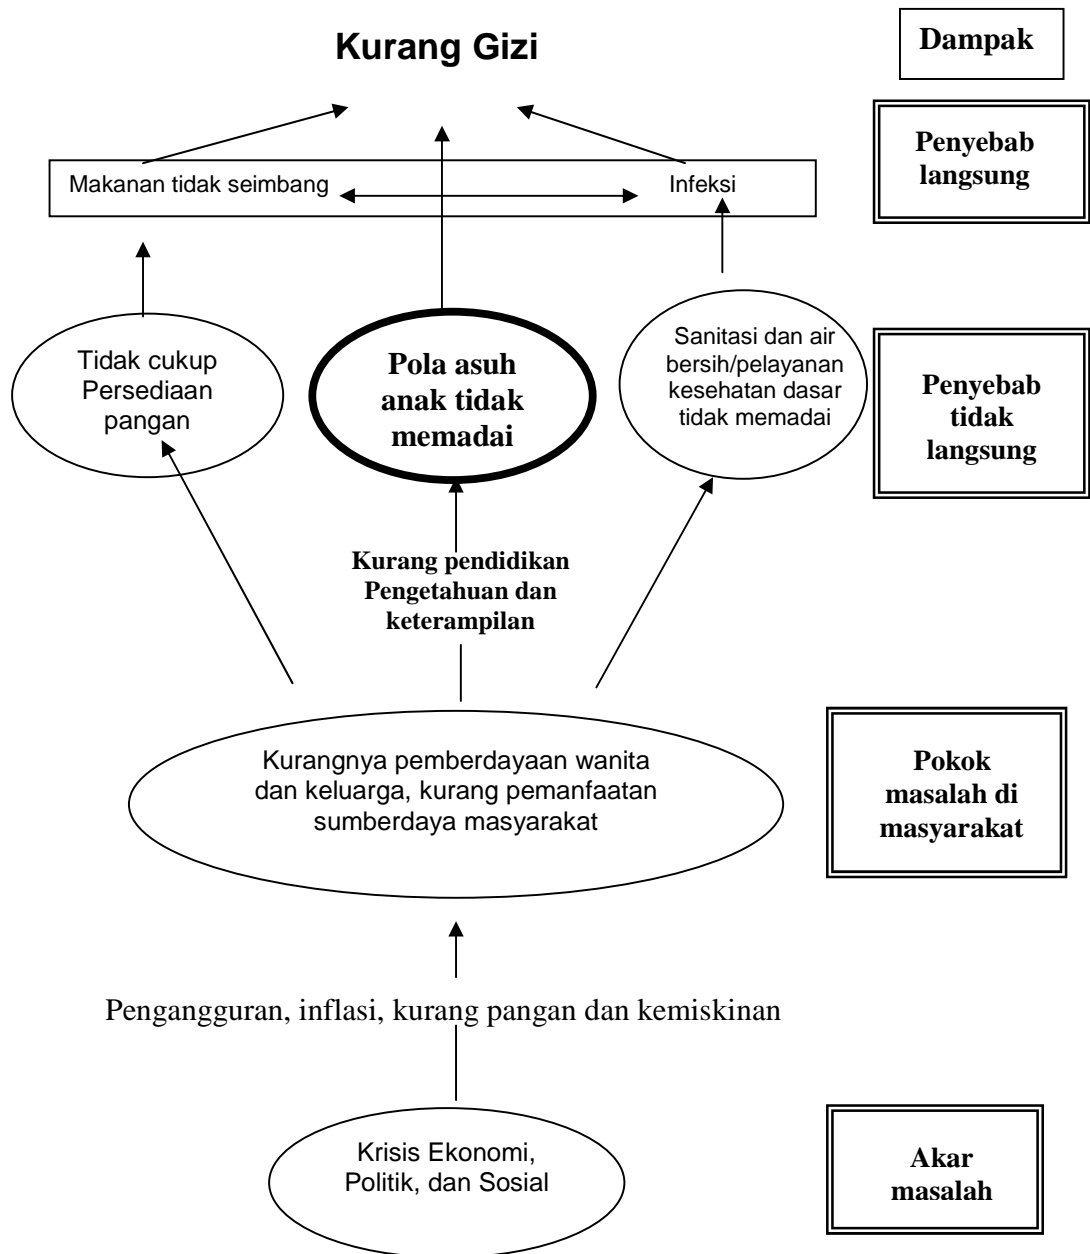 Kurang Gizi
Dampak
Penyebab
langsung
Makanan tidak seimbang
Infeksi
Tidak cukup
Persediaan
pangan
Pola asuh
anak tidak
memadai
Sanitasi dan air
bersih/pelayanan
kesehatan dasar
tidak memadai
Penyebab
tidak
langsung
Kurang pendidikan
Pengetahuan dan
keterampilan
Kurangnya pemberdayaan wanita
dan keluarga, kurang pemanfaatan
sumberdaya masyarakat
Pokok
masalah di
masyarakat
Pengangguran, inflasi, kurang pangan dan kemiskinan
Krisis Ekonomi,
Politik, dan Sosial
Akar
masalah